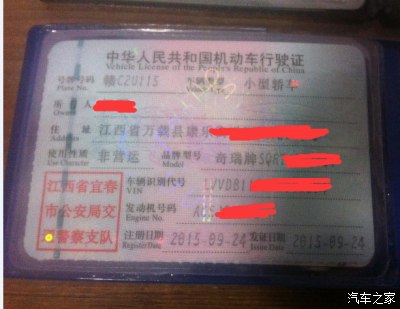 中华人民共和国机动车行驶证
Vehicle License of the People's Republic of China
号牌号码 赣C2U115 车辆类型 小型轿车
Plate No. Vehicle Type
所 人
Owner
住 址 江西省万载县康乐
Address
使用性质 非营运 品牌型号 奇瑞牌SQR
Use Character Model
江西省宜春
市公安局交
警察支队
车辆识别代号 LVVDB11
VIN
发动机号码
Engine No.
注册日期 2013-09-24 发证日期 2013-09-24
Register Date Issue Date
汽车之家